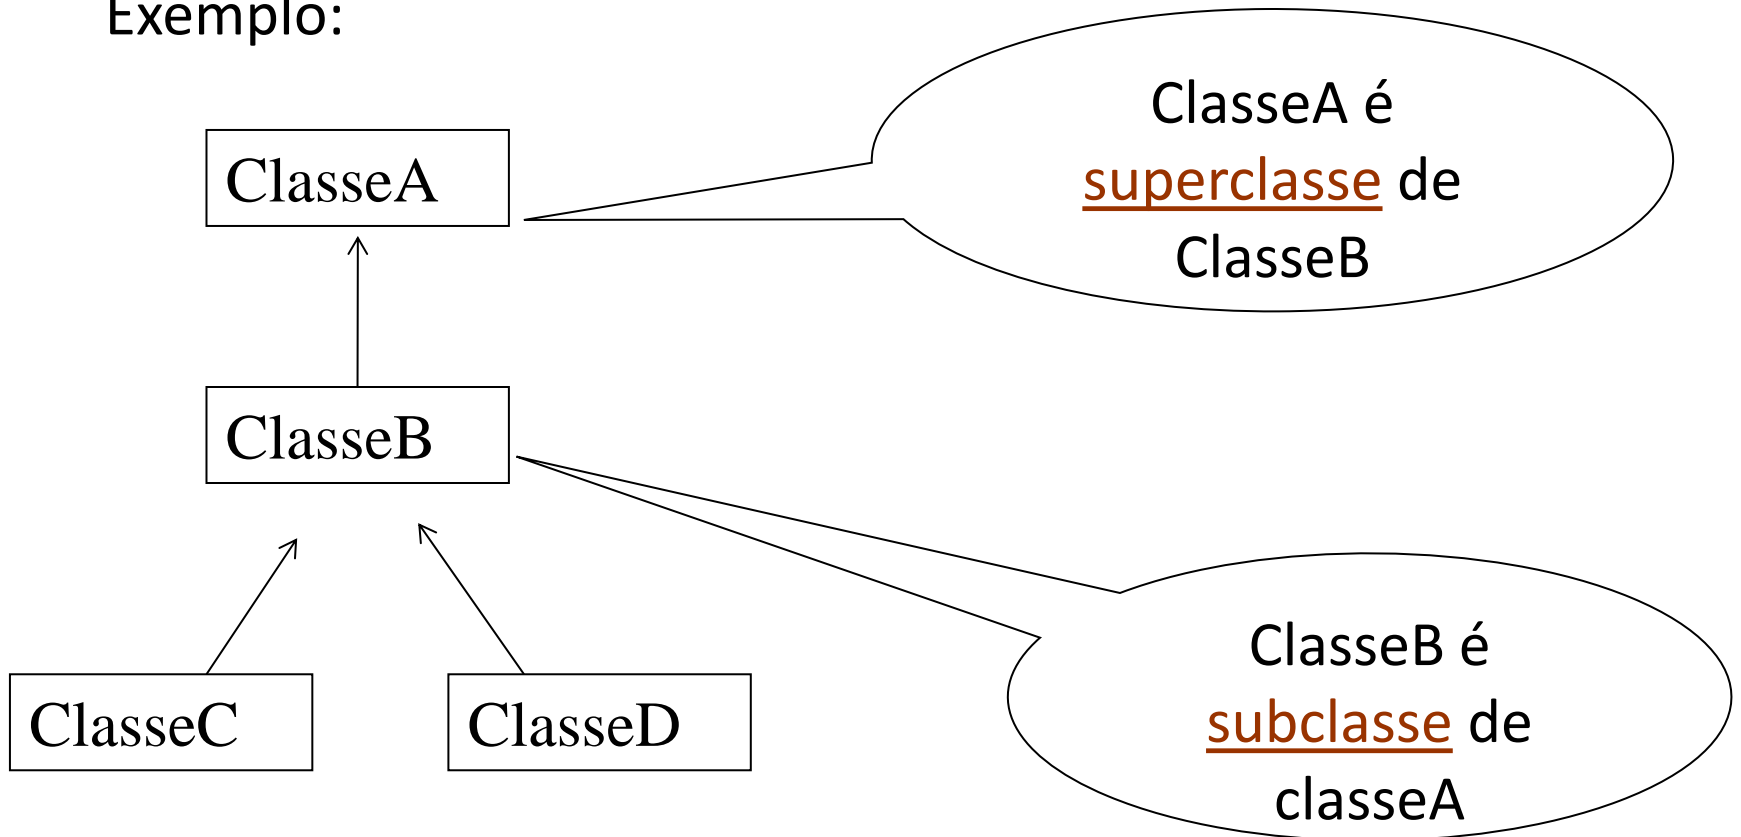 Exemplo:
ClasseA é
superclasse de
ClasseB
ClasseA
ClasseB
ClasseB é
subclasse de
classeA
ClasseC
ClasseD